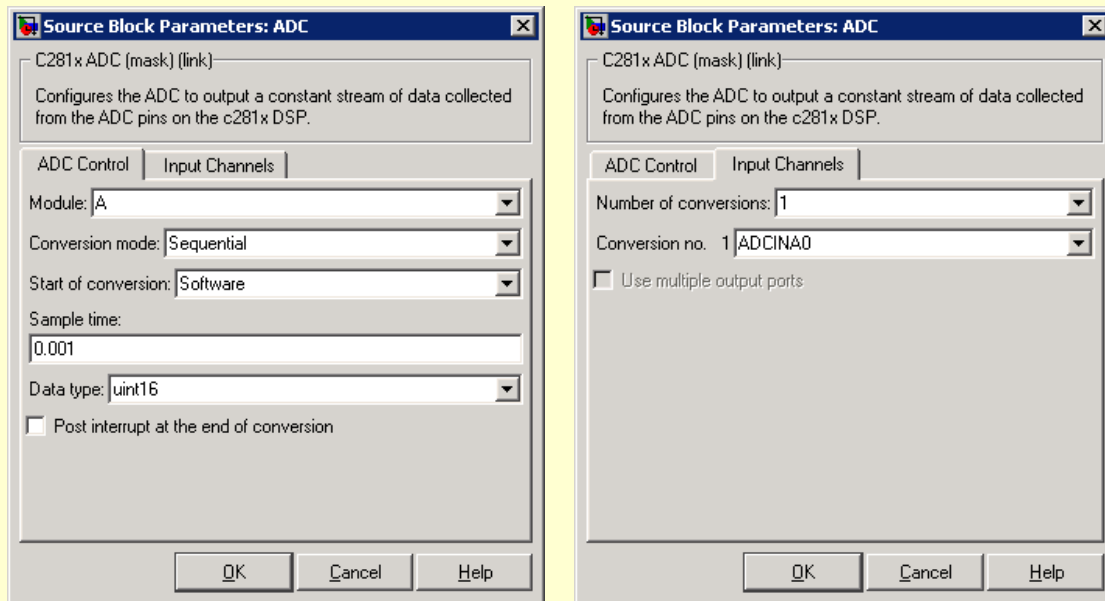 Source Block Parameters: ADC
C281x ADC (mask) (link)
Configures the ADC to output a constant stream of data collected
from the ADC pins on the c281x DSP.
ADC Control
Input Channels
Module: A
Conversion mode: Sequential
Start of conversion: Software
Sample time:
0.001
Data type: uint16
Post interrupt at the end of conversion
OK
Cancel
Help
Source Block Parameters: ADC
C281x ADC (mask) (link)
Configures the ADC to output a constant stream of data collected
from the ADC pins on the c281x DSP.
ADC Control
Input Channels
Number of conversions: 1
Conversion no. 1 ADCINA0
Use multiple output ports
OK
Cancel
Help